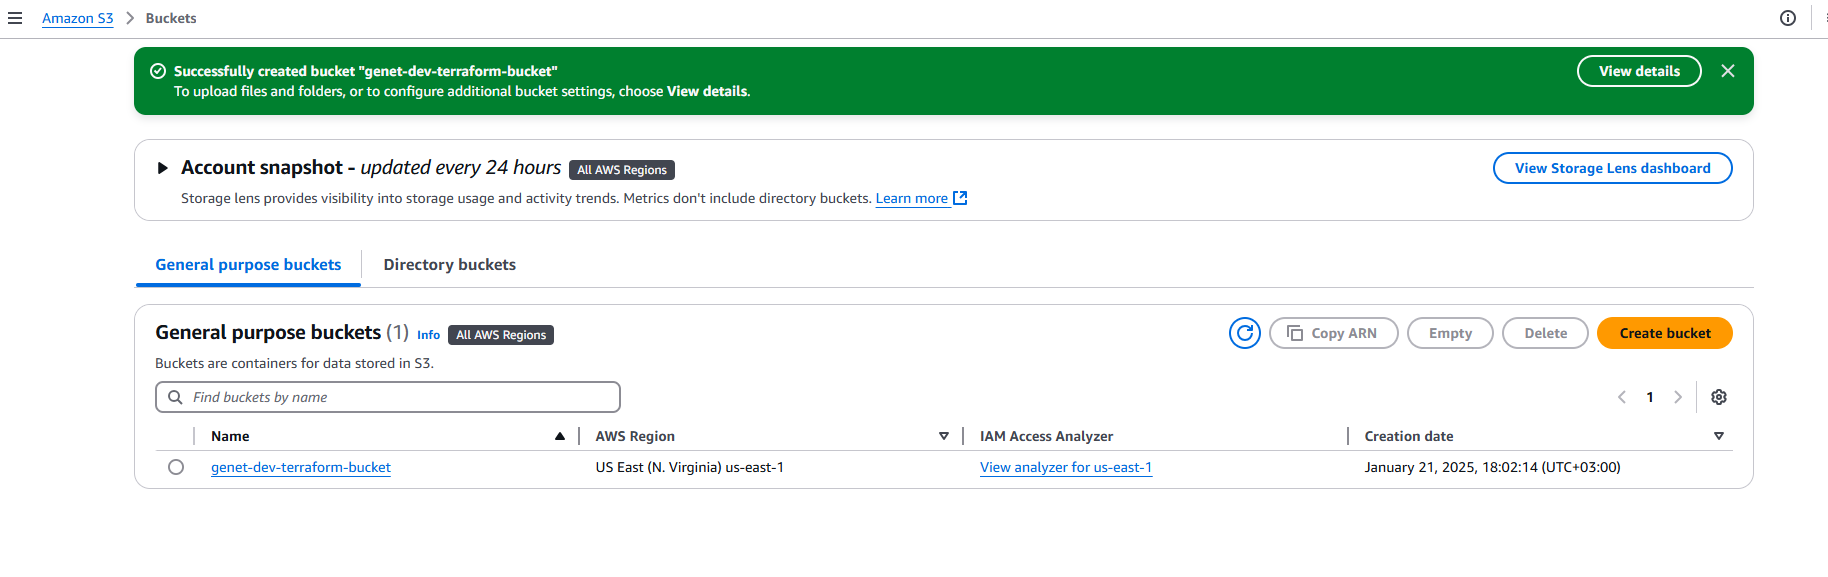 Amazon S3 > Buckets
Successfully created bucket "genet-dev-terraform-bucket"
To upload files and folders, or to configure additional bucket settings, choose View details.
View details
Account snapshot - updated every 24 hours All AWS Regions
View Storage Lens dashboard
Storage lens provides visibility into storage usage and activity trends. Metrics don't include directory buckets. Learn more
General purpose buckets Directory buckets
General purpose buckets (1) Info All AWS Regions
Copy ARN Empty Delete Create bucket
Buckets are containers for data stored in S3.
Find buckets by name
1
Name AWS Region IAM Access Analyzer Creation date
genet-dev-terraform-bucket US East (N. Virginia) us-east-1 View analyzer for us-east-1 January 21, 2025, 18:02:14 (UTC+03:00)